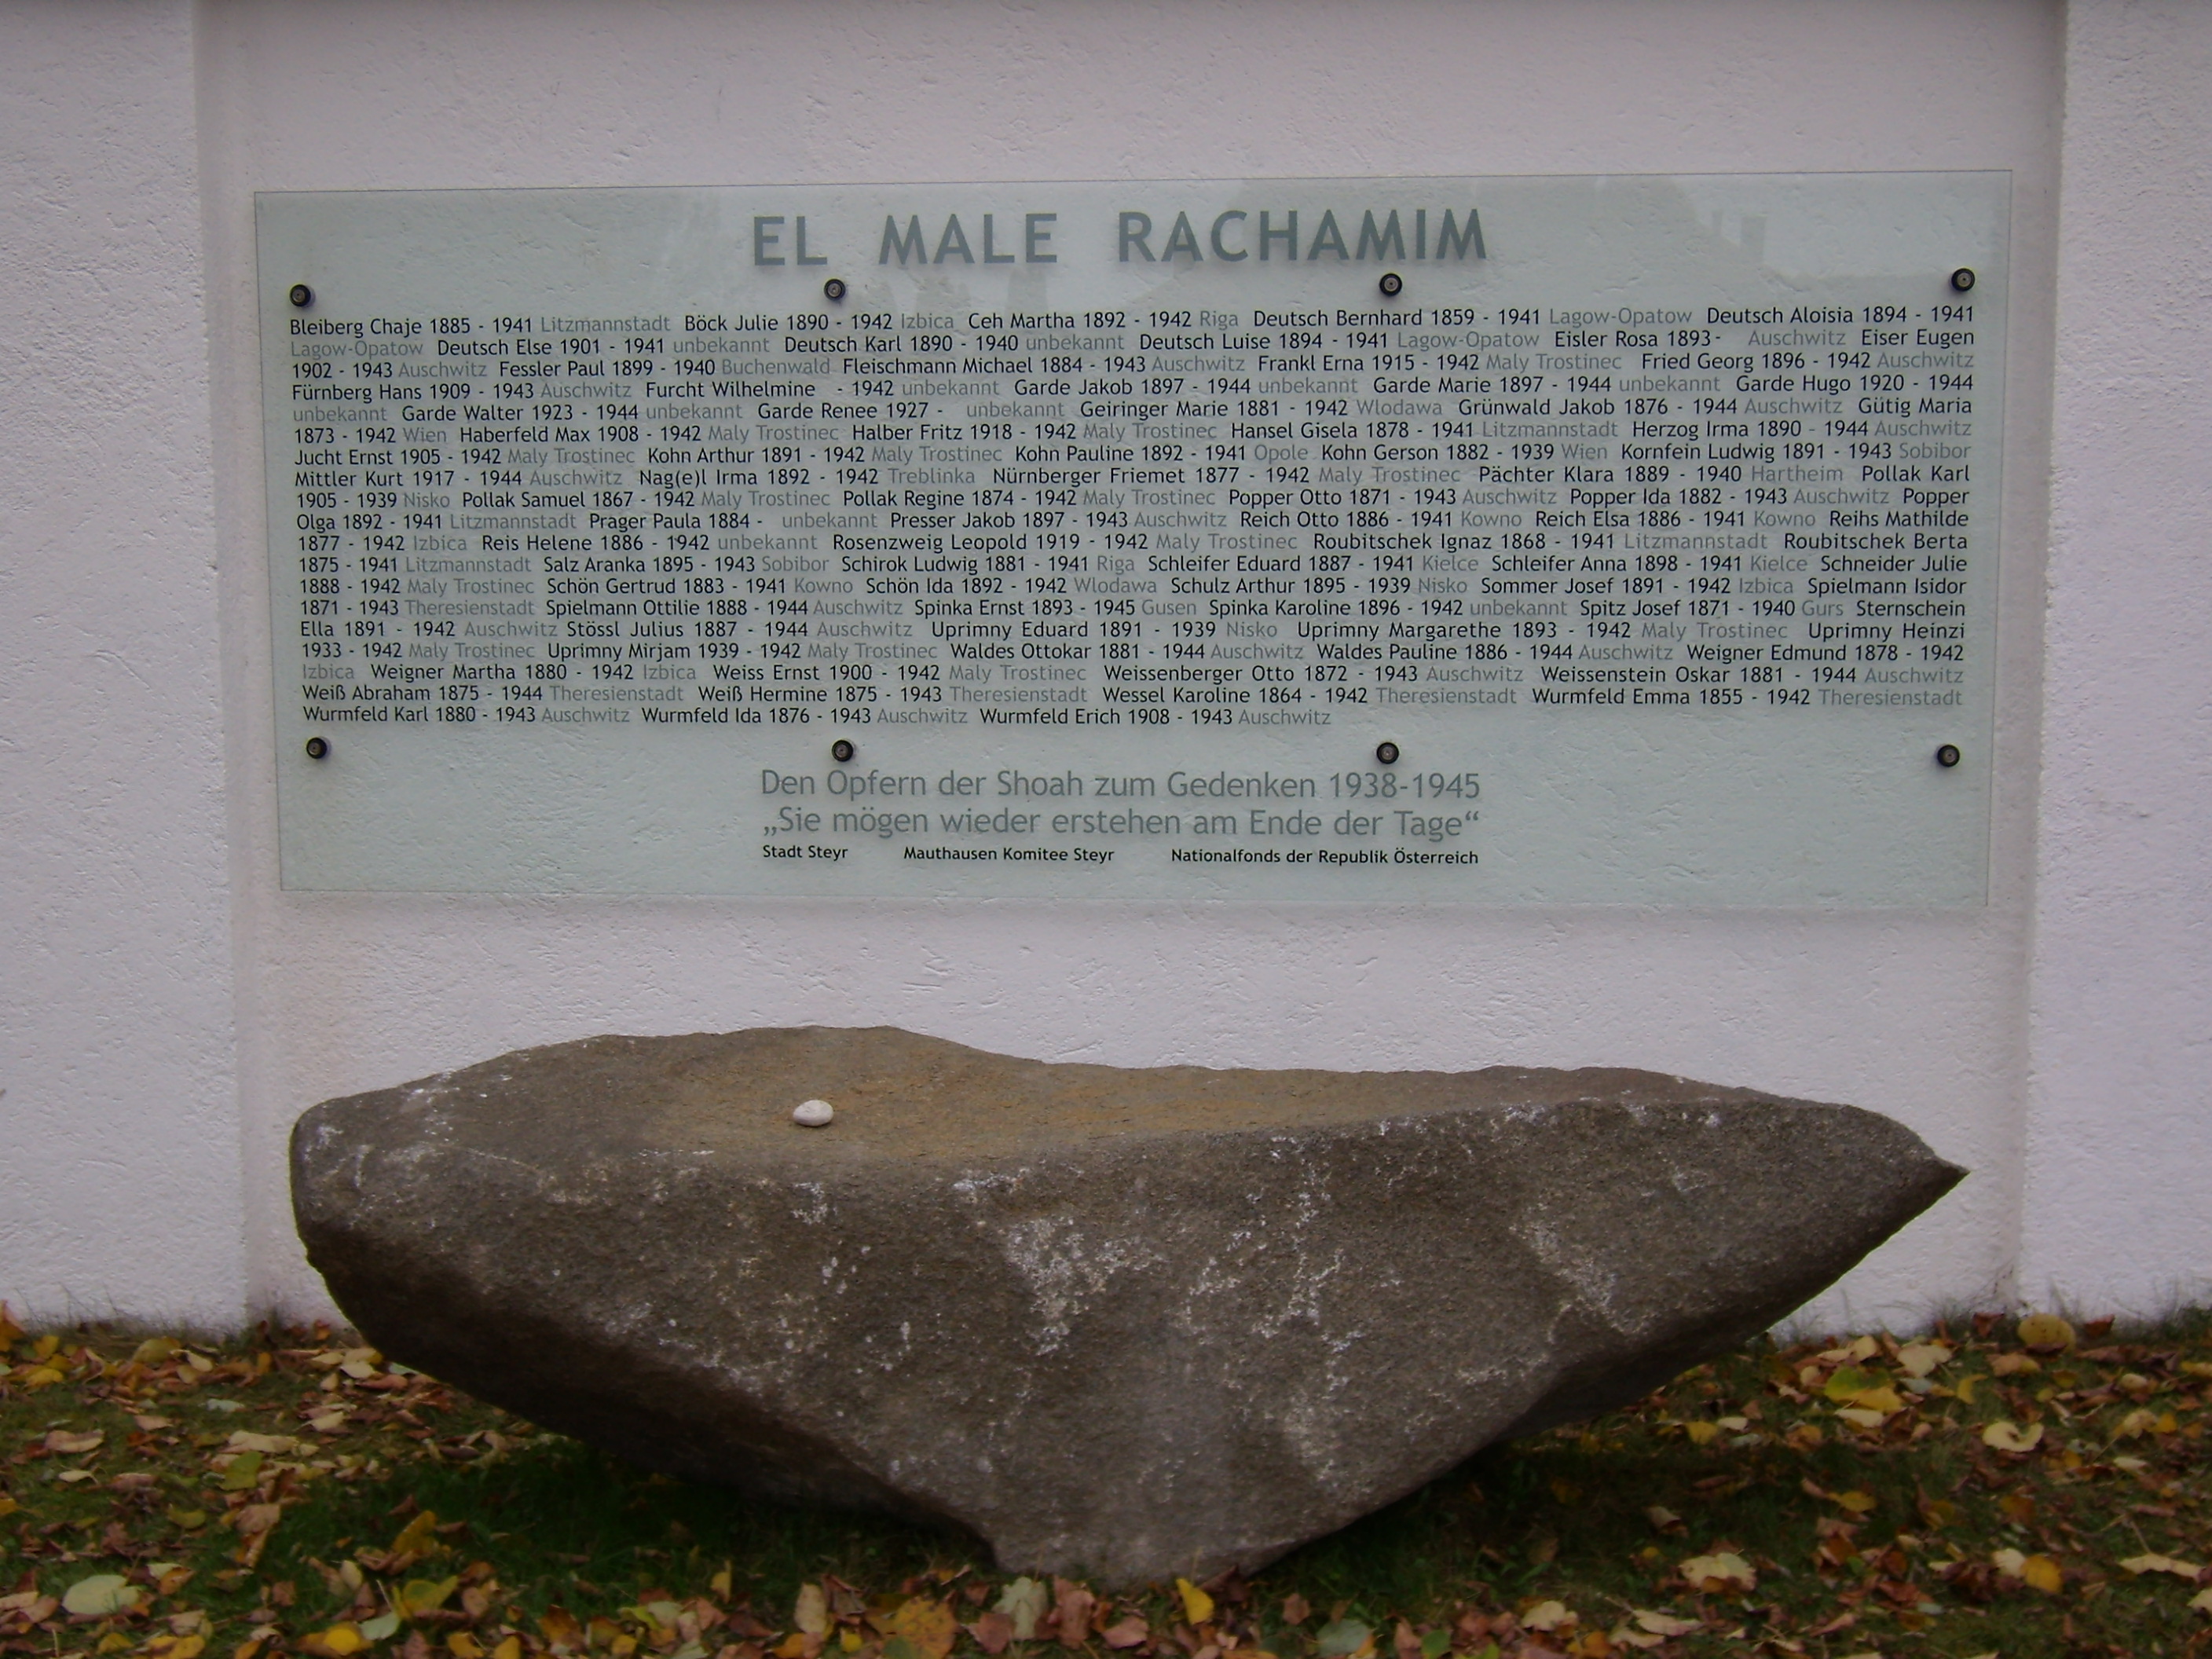 EL MALE RACHAMIM
Bleiberg Chaje 1885 - 1941 Litzmannstadt Böck Julie 1890 - 1942 Izbica Ceh Martha 1892 - 1942 Riga Deutsch Bernhard 1859 - 1941 Lagow-Opatow Deutsch Aloisia 1894 - 1941
Lagow-Opatow Deutsch Else 1901 - 1941 unbekannt Deutsch Karl 1890 - 1940 unbekannt Deutsch Luise 1894 - 1941 Lagow-Opatow Eisler Rosa 1893 - Auschwitz Eiser Eugen
1902 - 1943 Auschwitz Fessler Paul 1899 - 1940 Buchenwald Fleischmann Michael 1884 - 1943 Auschwitz Frankl Erna 1915 - 1942 Maly Trostinec Fried Georg 1896 - 1942 Auschwitz
Fürnberg Hans 1909 - 1943 Auschwitz Furcht Wilhelmine - 1942 unbekannt Garde Jakob 1897 - 1944 unbekannt Garde Marie 1897 - 1944 unbekannt Garde Hugo 1920 - 1944
unbekannt Garde Walter 1923 - 1944 unbekannt Garde Renee 1927 - unbekannt Geiringer Marie 1881 - 1942 Wlodawa Grünwald Jakob 1876 - 1944 Auschwitz Gütig Maria
1873 - 1942 Wien Haberfeld Max 1908 - 1942 Maly Trostinec Halber Fritz 1918 - 1942 Maly Trostinec Hansel Gisela 1878 - 1941 Litzmannstadt Herzog Irma 1890 - 1944 Auschwitz
Jucht Ernst 1905 - 1942 Maly Trostinec Kohn Arthur 1891 - 1942 Maly Trostinec Kohn Pauline 1892 - 1941 Opole Kohn Gerson 1882 - 1939 Wien Kornfein Ludwig 1891 - 1943 Sobibor
Mittler Kurt 1917 - 1944 Auschwitz Nag(e)l Irma 1892 - 1942 Treblinka Nürnberger Friemet 1877 - 1942 Maly Trostinec Pächter Klara 1889 - 1940 Hartheim Pollak Karl
1905 - 1939 Nisko Pollak Samuel 1867 - 1942 Maly Trostinec Pollak Regine 1874 - 1942 Maly Trostinec Popper Otto 1871 - 1943 Auschwitz Popper Ida 1882 - 1943 Auschwitz Popper
Olga 1892 - 1941 Litzmannstadt Prager Paula 1884 - unbekannt Presser Jakob 1897 - 1943 Auschwitz Reich Otto 1886 - 1941 Kowno Reich Elsa 1886 - 1941 Kowno Reihs Mathilde
1877 - 1942 Izbica Reis Helene 1886 - 1942 unbekannt Rosenzweig Leopold 1919 - 1942 Maly Trostinec Roubitschek Ignaz 1868 - 1941 Litzmannstadt Roubitschek Berta
1875 - 1941 Litzmannstadt Salz Aranka 1895 - 1943 Sobibor Schirok Ludwig 1881 - 1941 Riga Schleifer Eduard 1887 - 1941 Kielce Schleifer Anna 1898 - 1941 Kielce Schneider Julie
1888 - 1942 Maly Trostinec Schön Gertrud 1883 - 1941 Kowno Schön Ida 1892 - 1942 Wlodawa Schulz Arthur 1895 - 1939 Nisko Sommer Josef 1891 - 1942 Izbica Spielmann Isidor
1871 - 1943 Theresienstadt Spielmann Ottilie 1888 - 1944 Auschwitz Spinka Ernst 1893 - 1945 Gusen Spinka Karoline 1896 - 1942 unbekannt Spitz Josef 1871 - 1940 Gurs Sternschein
Ella 1891 - 1942 Auschwitz Stössl Julius 1887 - 1944 Auschwitz Uprimny Eduard 1891 - 1939 Nisko Uprimny Margarethe 1893 - 1942 Maly Trostinec Uprimny Heinzi
1933 - 1942 Maly Trostinec Uprimny Mirjam 1939 - 1942 Maly Trostinec Waldes Ottokar 1881 - 1944 Auschwitz Waldes Pauline 1886 - 1944 Auschwitz Weigner Edmund 1878 - 1942
Izbica Weigner Martha 1880 - 1942 Izbica Weiss Ernst 1900 - 1942 Maly Trostinec Weissenberger Otto 1872 - 1943 Auschwitz Weissenstein Oskar 1881 - 1944 Auschwitz
Weiß Abraham 1875 - 1944 Theresienstadt Weiß Hermine 1875 - 1943 Theresienstadt Wessel Karoline 1864 - 1942 Theresienstadt Wurmfeld Emma 1855 - 1942 Theresienstadt
Wurmfeld Karl 1880 - 1943 Auschwitz Wurmfeld Ida 1876 - 1943 Auschwitz Wurmfeld Erich 1908 - 1943 Auschwitz
Den Opfern der Shoah zum Gedenken 1938-1945
„Sie mögen wieder erstehen am Ende der Tage“
Stadt Steyr Mauthausen Komitee Steyr Nationalfonds der Republik Österreich